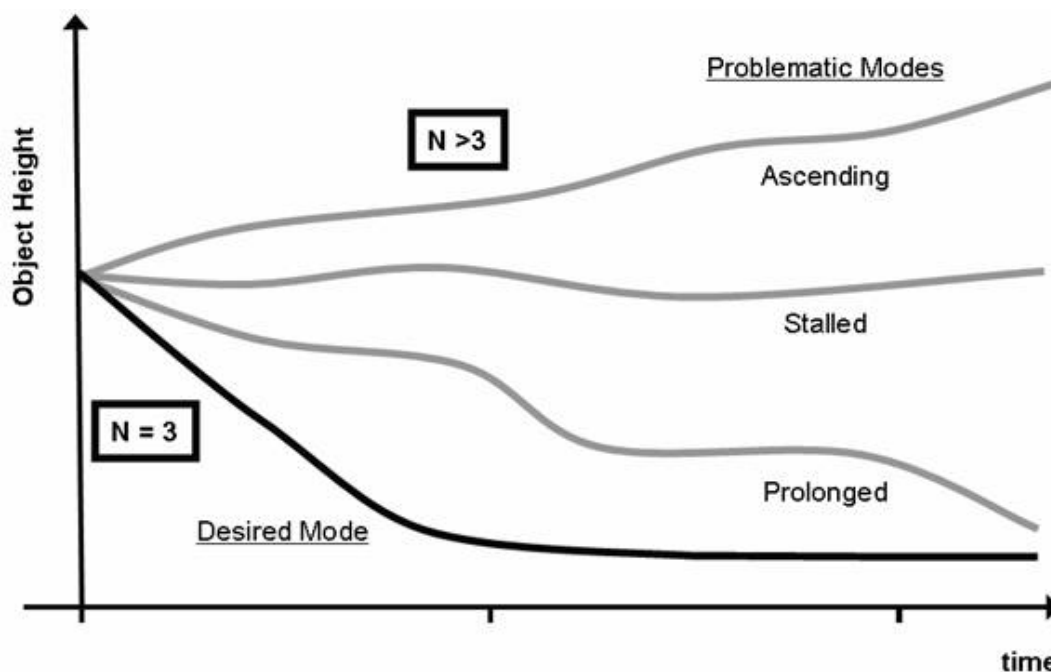 Problematic Modes
N >3
Ascending
Object Height
Stalled
N = 3
Prolonged
Desired Mode
time